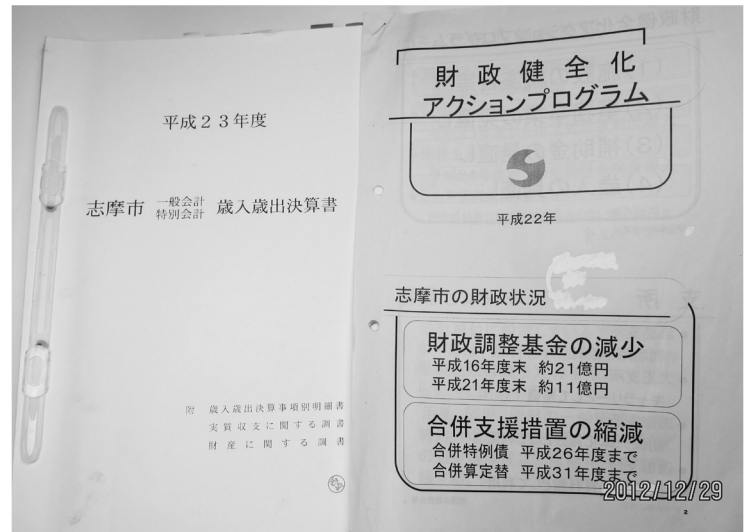 平成２３年度
志摩市 一般会計 特別会計 歳入歳出決算書
附 歳入歳出決算事項別明細書
実質収支に関する調書
財産に関する調書
財政健全化
アクションプログラム
平成22年
志摩市の財政状況
財政調整基金の減少
平成16年度末 約21億円
平成21年度末 約11億円
合併支援措置の縮減
合併特例債 平成26年度まで
合併算定替 平成31年度まで
2012/12/29
2